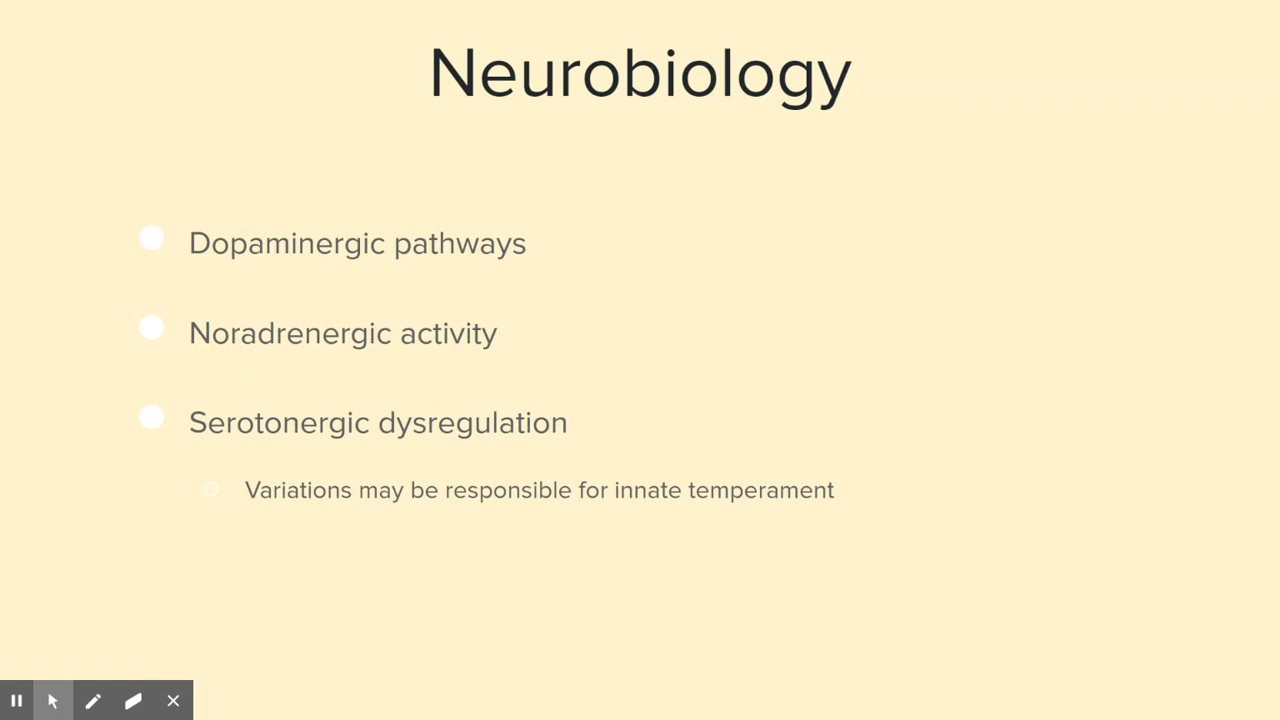 Neurobiology
Dopaminergic pathways
Noradrenergic activity
Serotonergic dysregulation
Variations may be responsible for innate temperament